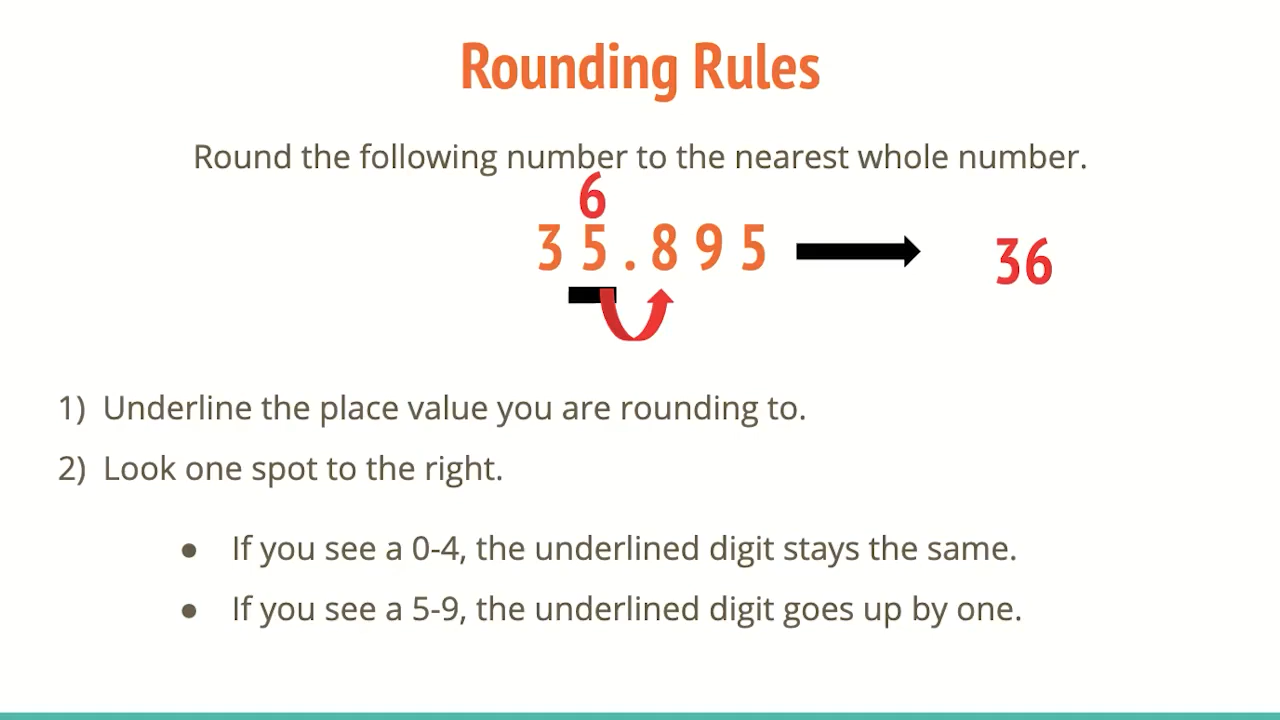 Rounding Rules
Round the following number to the nearest whole number.
6
3 5 . 8 9 5
36
1) Underline the place value you are rounding to.
2) Look one spot to the right.
● If you see a 0-4, the underlined digit stays the same.
● If you see a 5-9, the underlined digit goes up by one.